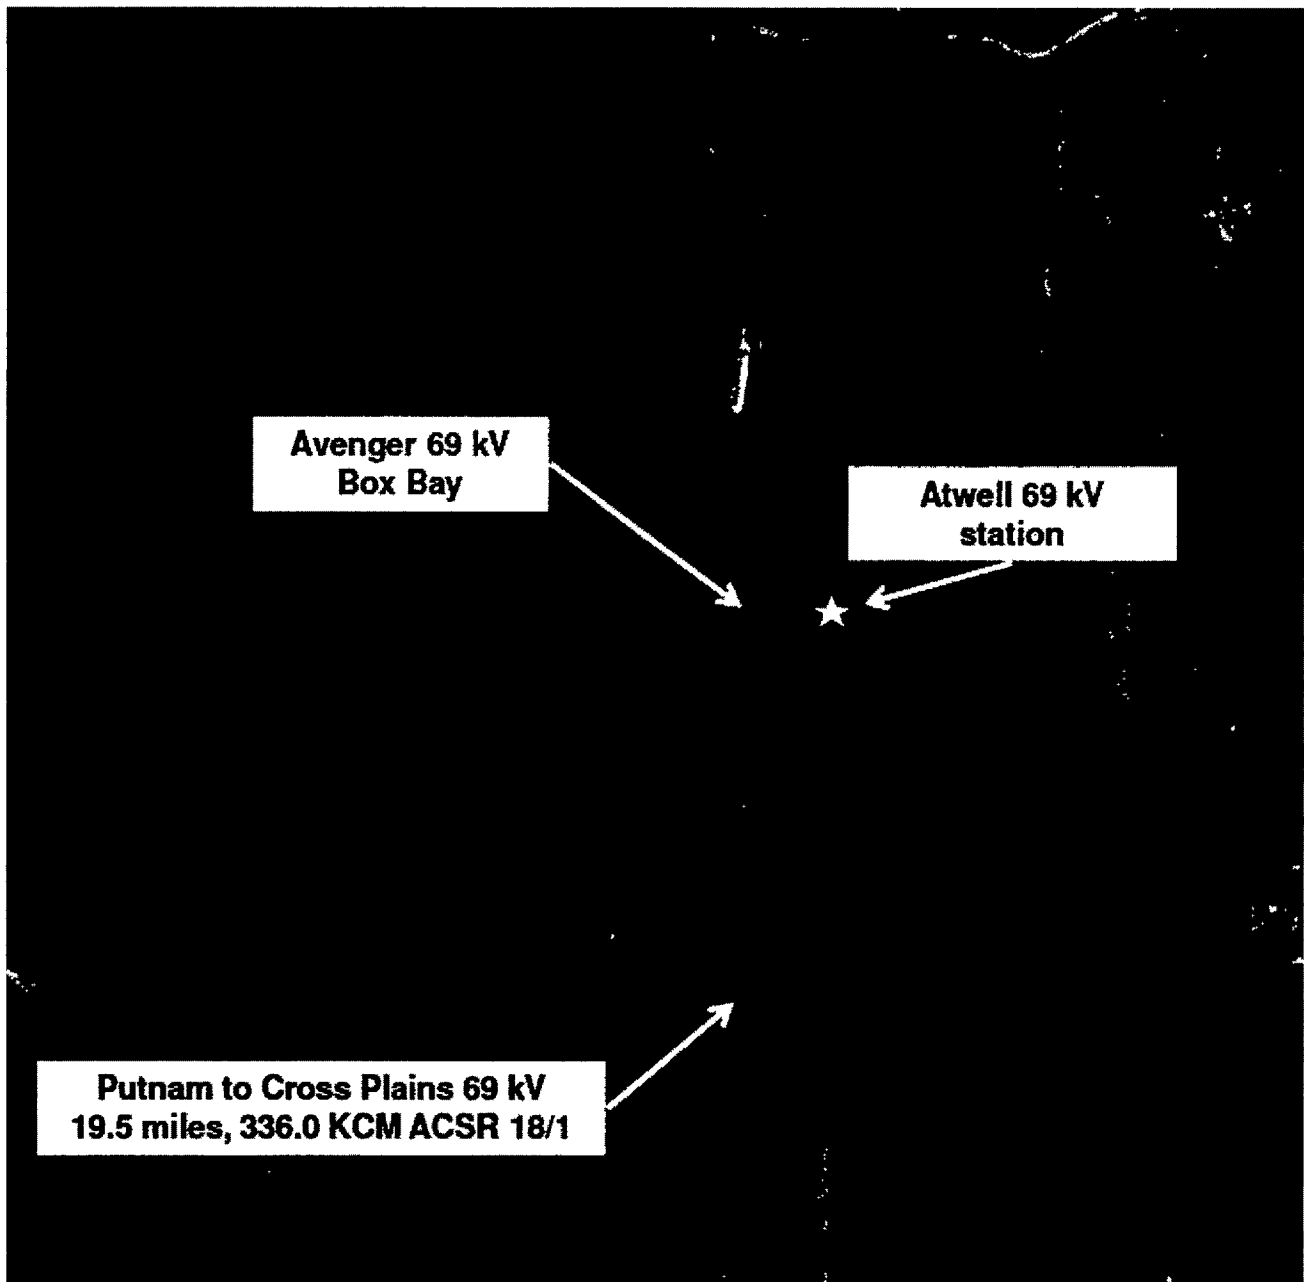 Avenger 69 kV
Box Bay
Atwell 69 kV
station
Putnam to Cross Plains 69 kV
19.5 miles, 336.0 KCM ACSR 18/1